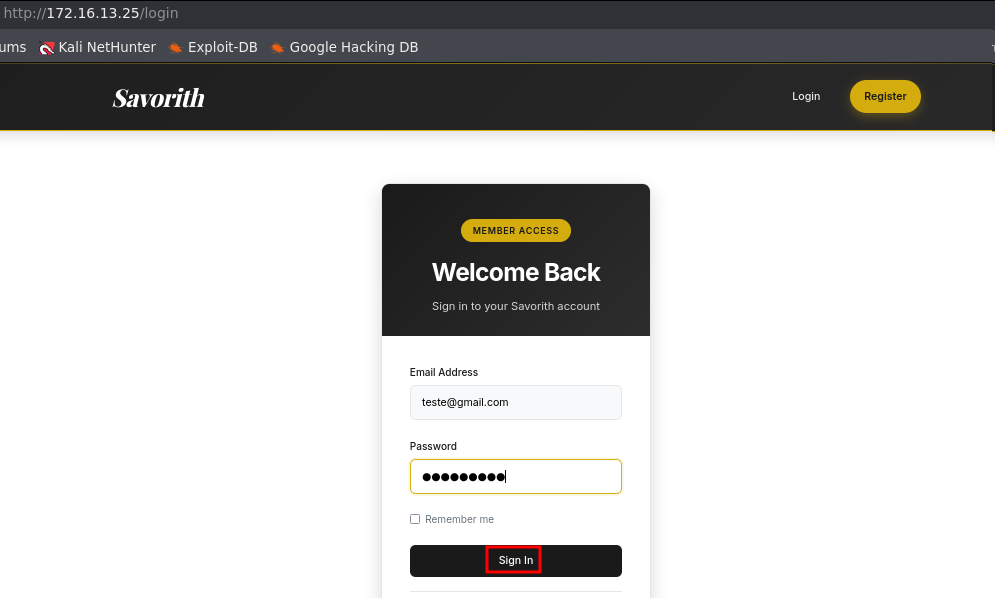 http://172.16.13.25/login
ums Kali NetHunter Exploit-DB Google Hacking DB
Savorith Login Register
MEMBER ACCESS
Welcome Back
Sign in to your Savorith account
Email Address
teste@gmail.com
Password
●●●●●●●●●
Remember me
Sign In